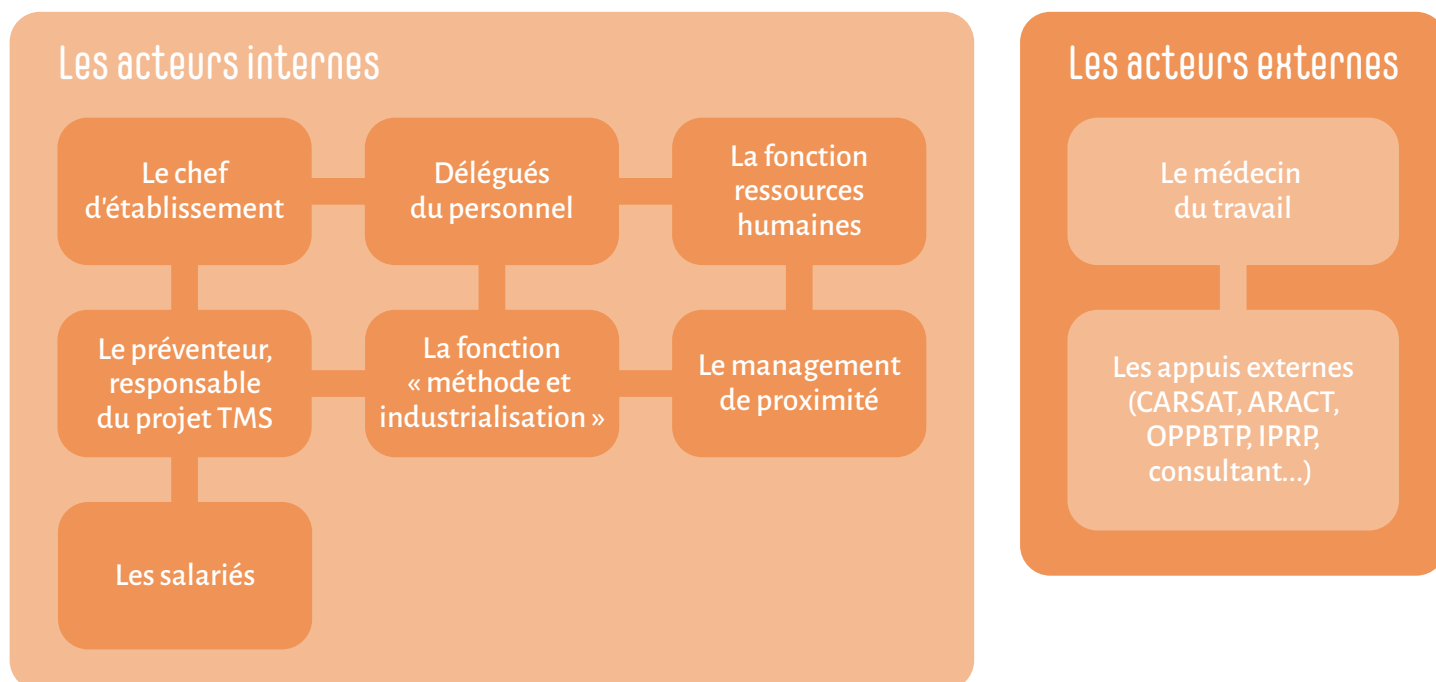 Les acteurs internes
Le chef
d'établissement
Délégués
du personnel
La fonction
ressources
humaines
Le préventeur,
responsable
du projet TMS
La fonction
« méthode et
industrialisation »
Le management
de proximité
Les salariés
Les acteurs externes
Le médecin
du travail
Les appuis externes
(CARSAT, ARACT,
OPPBTP, IPRP,
consultant...)